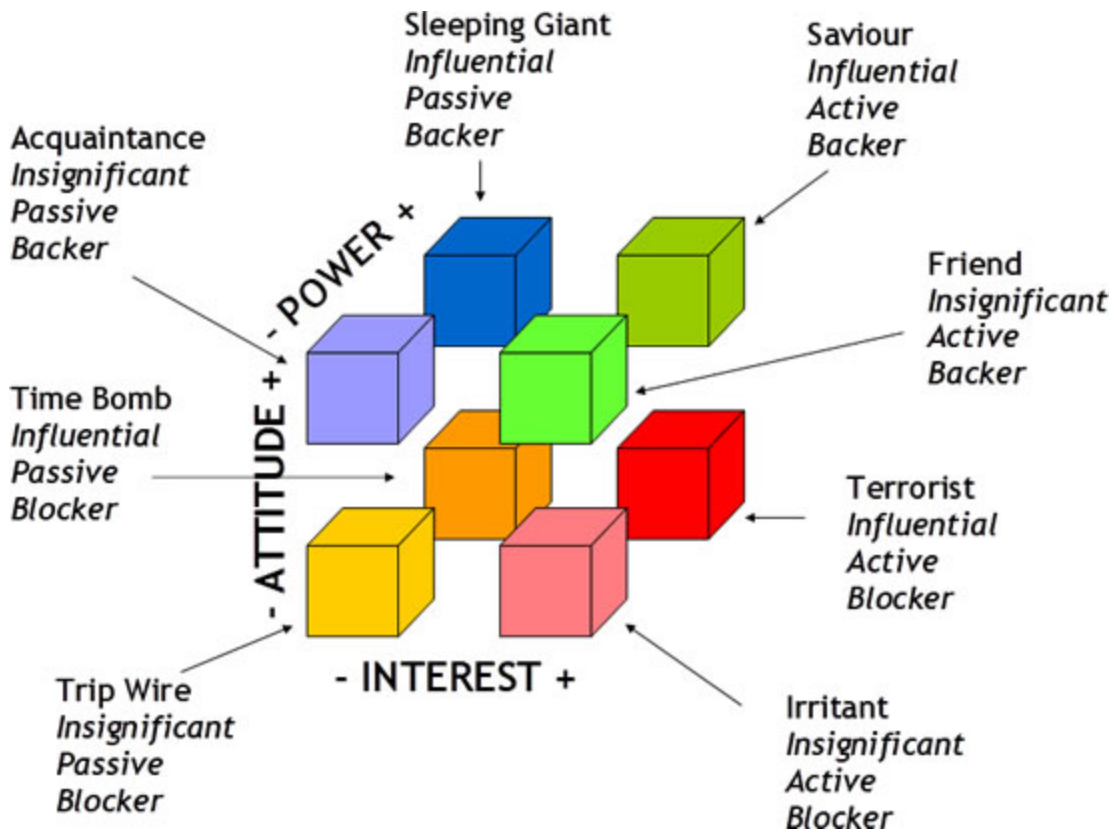 Sleeping Giant
Influential
Passive
Backer
Saviour
Influential
Active
Backer
Acquaintance
Insignificant
Passive
Backer
- POWER +
Friend
Insignificant
Active
Backer
Time Bomb
Influential
Passive
Blocker
- ATTITUDE +
Terrorist
Influential
Active
Blocker
- INTEREST +
Trip Wire
Insignificant
Passive
Blocker
Irritant
Insignificant
Active
Blocker